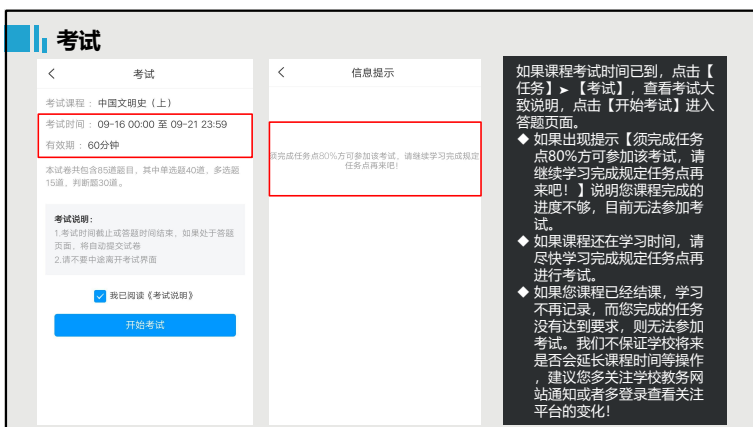 考试
考试
考试课程 : 中国文明史（上）
考试时间 : 09-16 00:00 至 09-21 23:59
有效期 : 60分钟
本试卷共包含85道题目，其中单选题40道，多选题
15道，判断题30道。
考试说明：
1.考试时间截止或答题时间结束，如果处于答题
页面，将自动提交试卷
2.请不要中途离开考试界面
我已阅读《考试说明》
开始考试
信息提示
须完成任务点80%方可参加该考试，请继续学习完成规定
任务点再来吧！
如果课程考试时间已到，点击【
任务】➢【考试】，查看考试大
致说明，点击【开始考试】进入
答题页面。
◆ 如果出现提示【须完成任务
点80%方可参加该考试，请
继续学习完成规定任务点再
来吧！】说明您课程完成的
进度不够，目前无法参加考
试。
◆ 如果课程还在学习时间，请
尽快学习完成规定任务点再
进行考试。
◆ 如果您课程已经结课，学习
不再记录，而您完成的任务
没有达到要求，则无法参加
考试。我们不保证学校将来
是否会延长课程时间等操作
，建议您多关注学校教务网
站通知或者多登录查看关注
平台的变化！